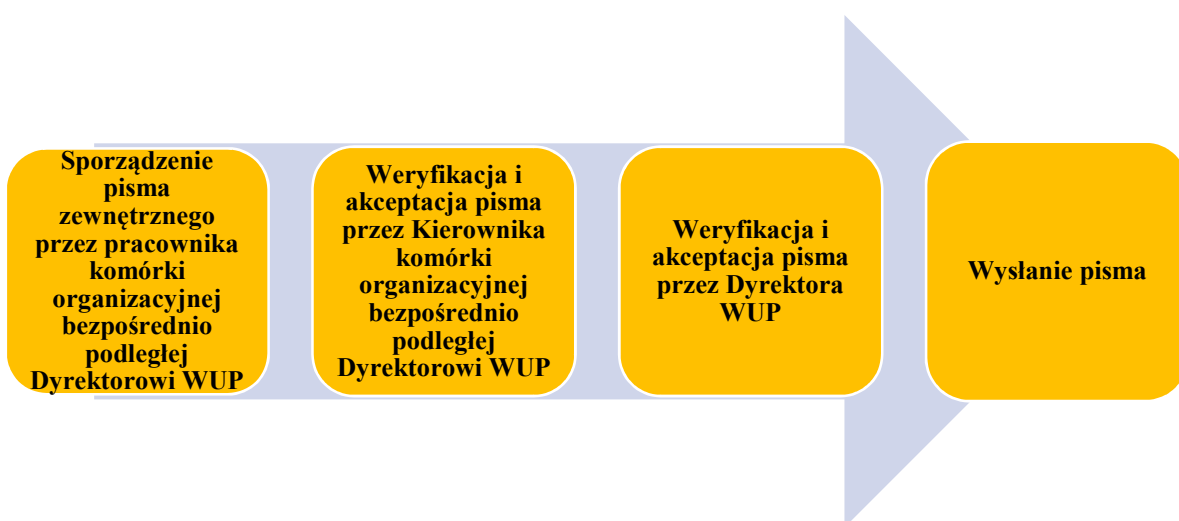 Sporządzenie
pisma
zewnętrznego
przez pracownika
komórki
organizacyjnej
bezpośrednio
podległej
Dyrektorowi WUP
Weryfikacja i
akceptacja pisma
przez Kierownika
komórki
organizacyjnej
bezpośrednio
podległej
Dyrektorowi WUP
Weryfikacja i
akceptacja pisma
przez Dyrektora
WUP
Wysłanie pisma